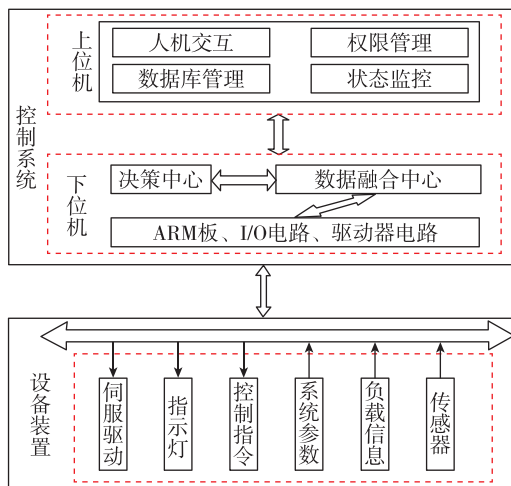 控制系统
上位机
人机交互
权限管理
数据库管理
状态监控
下位机
决策中心
数据融合中心
ARM板、I/O电路、驱动器电路
设备装置
伺服驱动
指示灯
控制指令
系统参数
负载信息
传感器